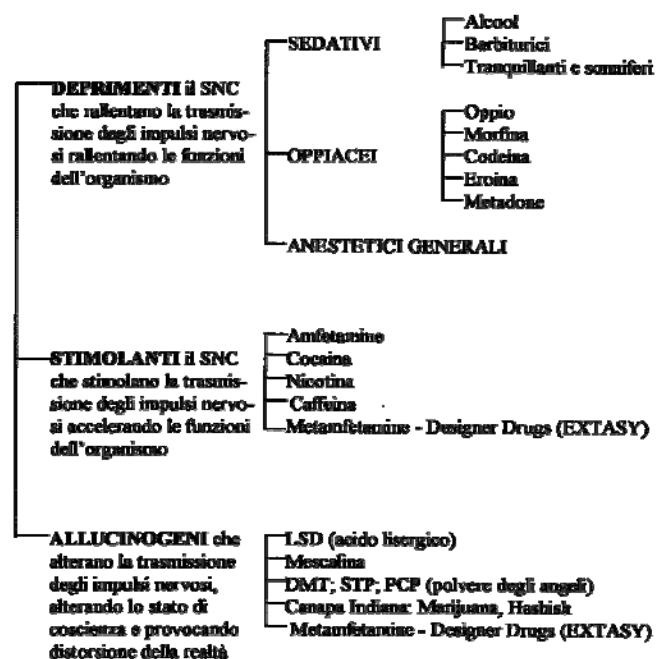 DEPRIMENTI il SNC
che rallentano la trasmis-
sione degli impulsi nervo-
si rallentando le funzioni
dell'organismo
SEDATIVI
Alcool
Barbiturici
Tranquillanti e sonniferi
OPPIACEI
Oppio
Morfina
Codeina
Eroina
Metadone
ANESTETICI GENERALI
STIMOLANTI il SNC
che stimolano la trasmis-
sione degli impulsi nervo-
si accelerando le funzioni
dell'organismo
Amfetamine
Cocaina
Nicotina
Caffeina
Metamfetamine - Designer Drugs (EXTASY)
ALLUCINOGENI che
alterano la trasmissione
degli impulsi nervosi,
alterando lo stato di
coscienza e provocando
distorsione della realtà
LSD (acido lisergico)
Mescalina
DMT; STP; PCP (polvere degli angeli)
Canapa Indiana: Marijuana, Hashish
Metamfetamine - Designer Drugs (EXTASY)